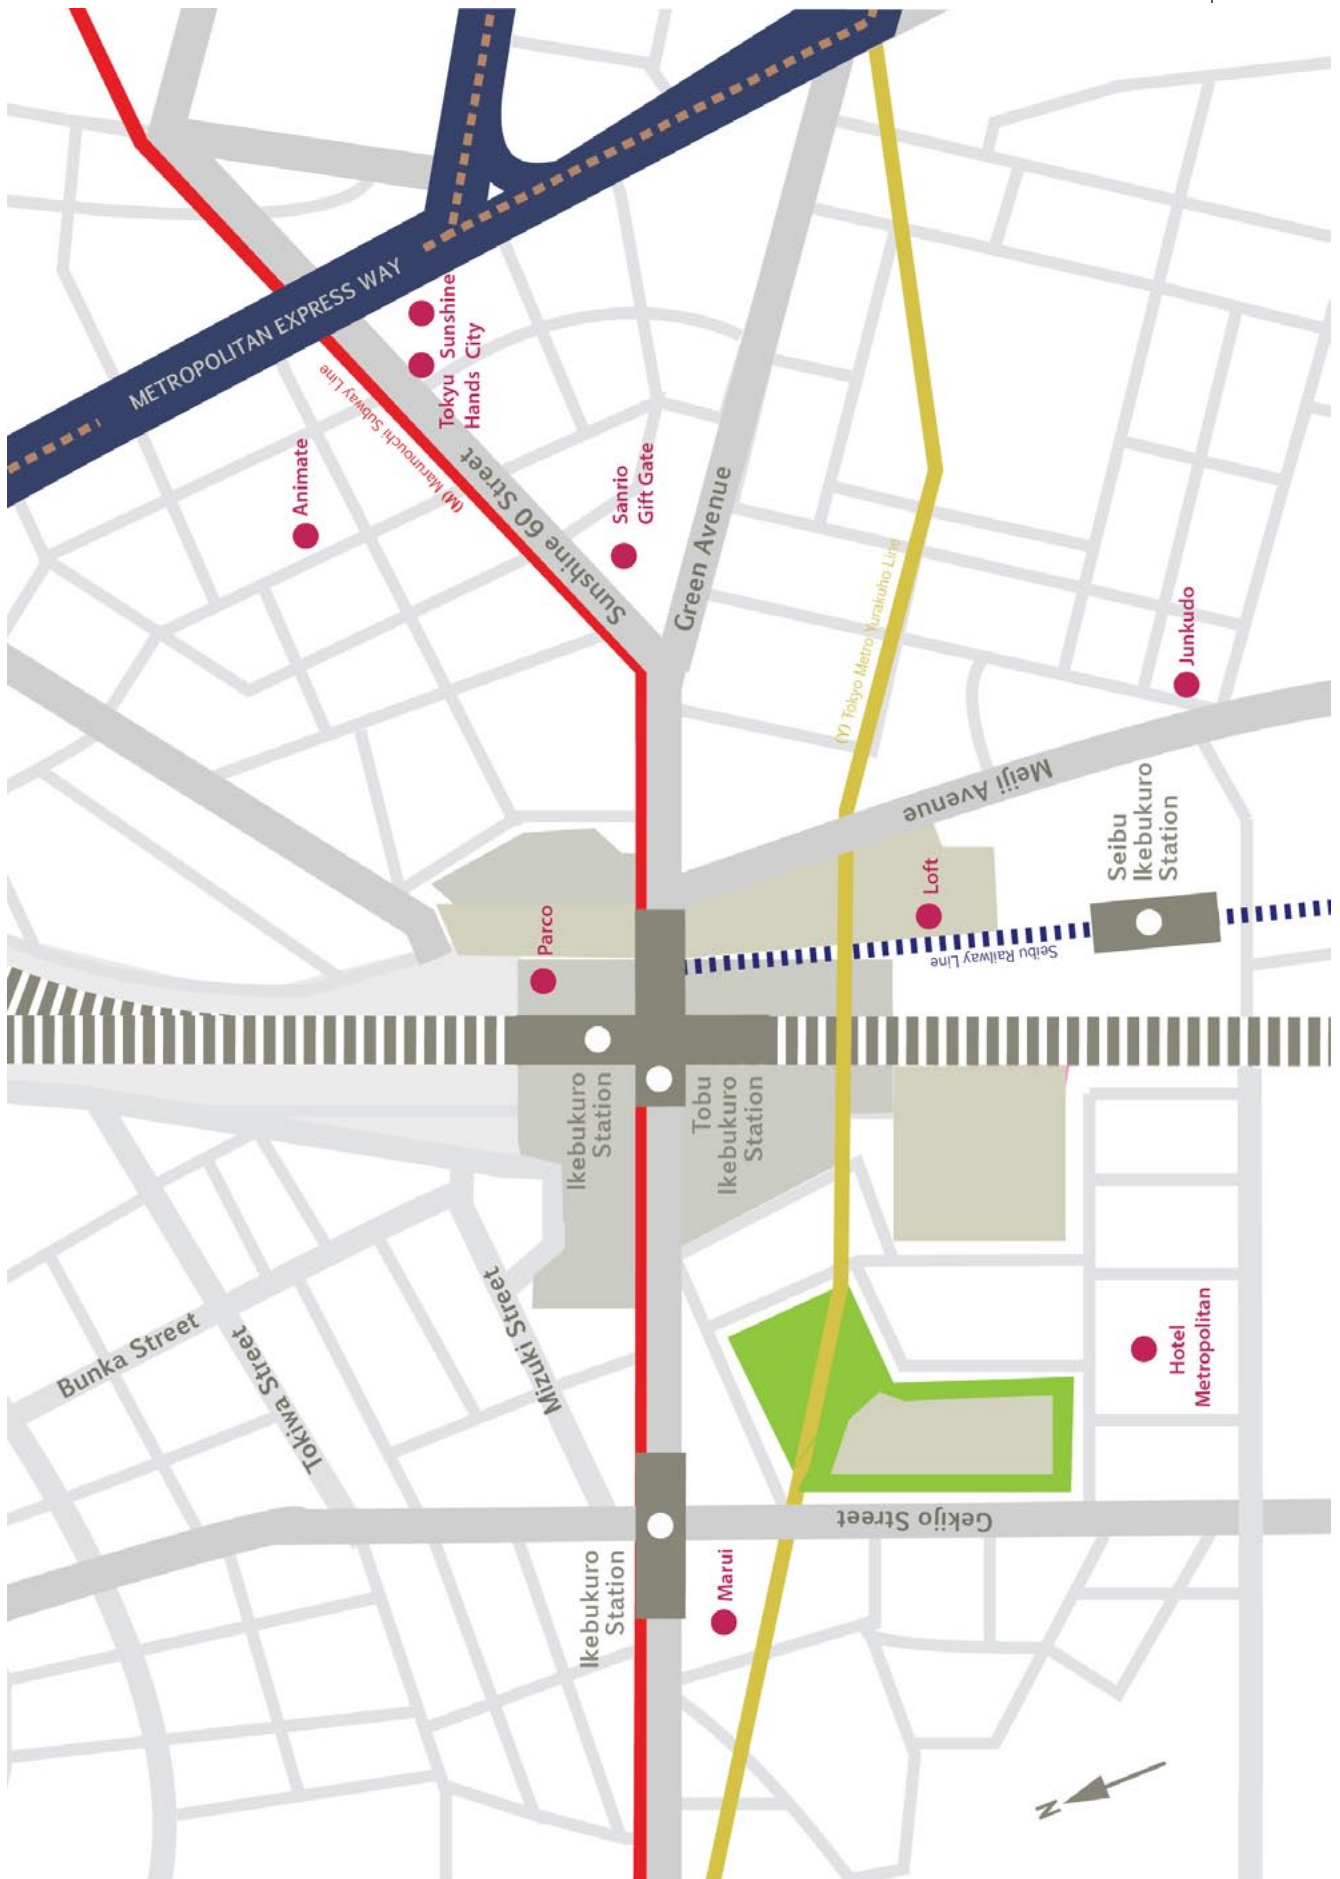 METROPOLITAN EXPRESS WAY
Sunshine
City
Tokyu
Hands
(M) Marunouchi Subway Line
Animate
Sunshine 60 Street
Sanrio
Gift Gate
Green Avenue
(Y) Tokyo Metro Yurakuho Line
Junkudo
Meiji Avenue
Seibu
Ikebukuro
Station
Loft
Parco
Seibu Railway Line
Ikebukuro
Station
Tobu
Ikebukuro
Station
Bunka Street
Tokiwa Street
Mizuki Street
Hotel
Metropolitan
Gekijo Street
Ikebukuro
Station
Marui
N